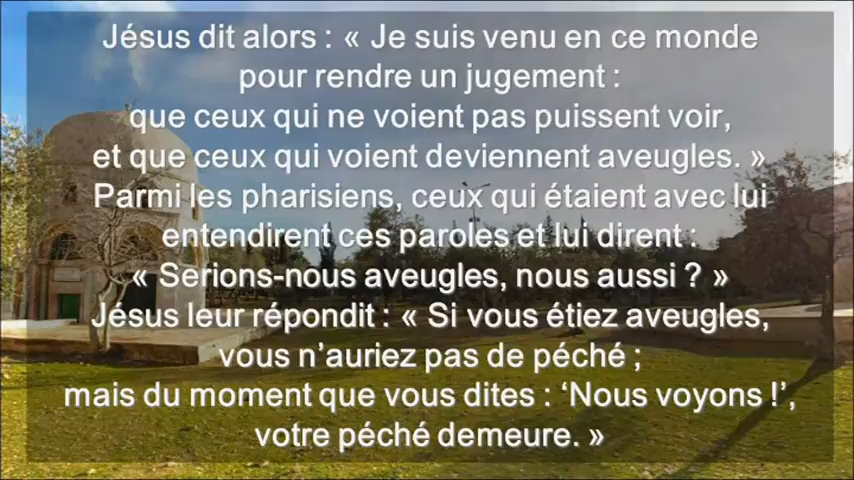 Jésus dit alors : « Je suis venu en ce monde
pour rendre un jugement :
que ceux qui ne voient pas puissent voir,
et que ceux qui voient deviennent aveugles. »
Parmi les pharisiens, ceux qui étaient avec lui
entendirent ces paroles et lui dirent :
« Serions-nous aveugles, nous aussi ? »
Jésus leur répondit : « Si vous étiez aveugles,
vous n’auriez pas de péché ;
mais du moment que vous dites : ‘Nous voyons !’,
votre péché demeure. »